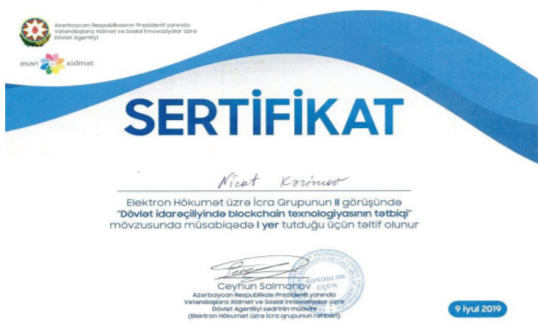 Azərbaycan Respublikasının Prezidenti yanında
Vətəndaşlara Xidmət və Sosial İnnovasiyalar üzrə
Dövlət Agentliyi
asan xidmət
SERTİFİKAT
Nicat Kərimov
Elektron Hökumət üzrə İcra Qrupunun II görüşündə
"Dövlət idarəçiliyində blockchain texnologiyasının tətbiqi"
mövzusunda müsabiqədə I yer tutduğu üçün təltif olunur
Ceyhun Salmanov
Azərbaycan Respublikası Prezidenti yanında
Vətəndaşlara Xidmət və Sosial İnnovasiyalar üzrə
Dövlət Agentliyi sədrinin müavini
(Elektron Hökumət üzrə İcra qrupunun rəhbəri)
ÜÇÜN
9 iyul 2019